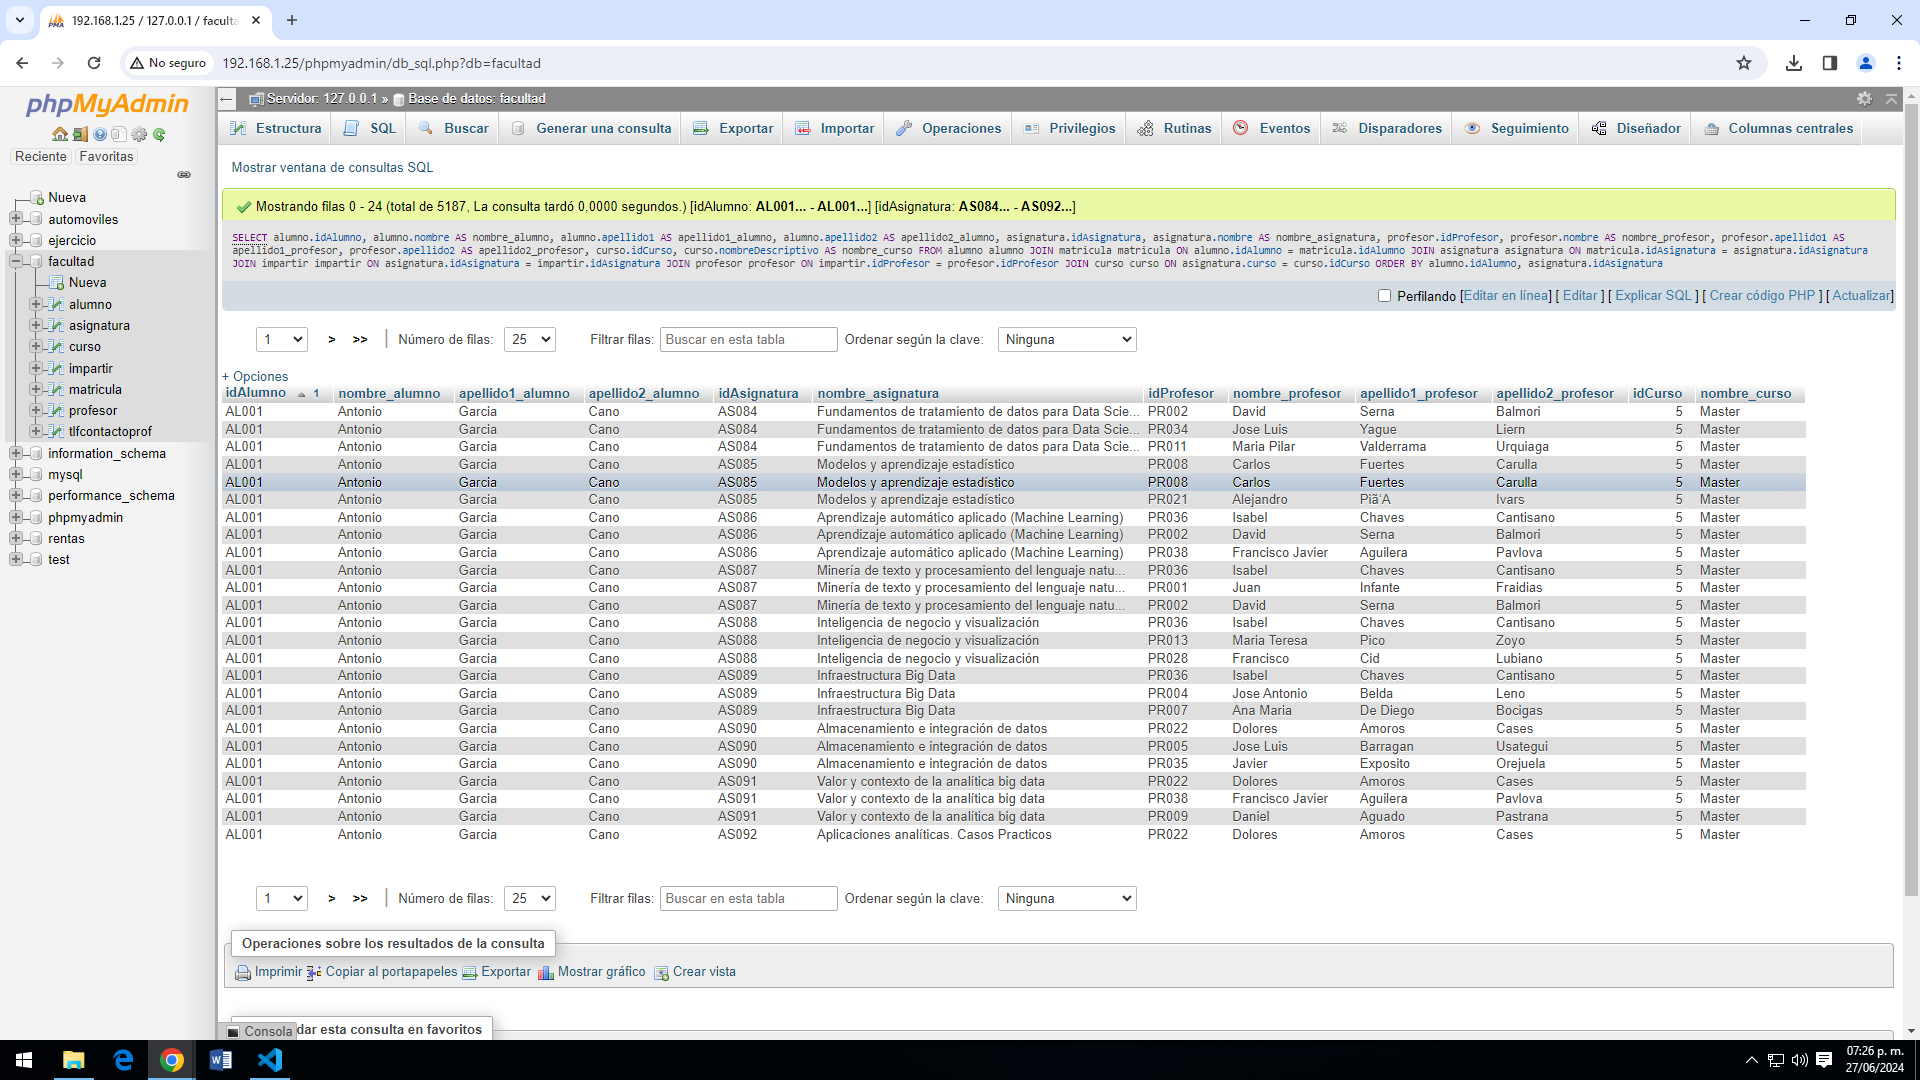 192.168.1.25 / 127.0.0.1 / faculta
No seguro
192.168.1.25/phpmyadmin/db_sql.php?db=facultad
phpMyAdmin
Reciente Favoritas
Nueva
automoviles
ejercicio
facultad
Nueva
alumno
asignatura
curso
impartir
matricula
profesor
tlfcontactoprof
information_schema
mysql
performance_schema
phpmyadmin
rentas
test
Servidor: 127.0.0.1 » Base de datos: facultad
Estructura SQL Buscar Generar una consulta Exportar Importar Operaciones Privilegios Rutinas Eventos Disparadores Seguimiento Diseñador Columnas centrales
Mostrar ventana de consultas SQL
Mostrando filas 0 - 24 (total de 5187, La consulta tardó 0,0000 segundos.) [idAlumno: AL001... - AL001...] [idAsignatura: AS084... - AS092...]
SELECT alumno.idAlumno, alumno.nombre AS nombre_alumno, alumno.apellido1 AS apellido1_alumno, alumno.apellido2 AS apellido2_alumno, asignatura.idAsignatura, asignatura.nombre AS nombre_asignatura, profesor.idProfesor, profesor.nombre AS nombre_profesor, profesor.apellido1 AS
apellido1_profesor, profesor.apellido2 AS apellido2_profesor, curso.idCurso, curso.nombreDescriptivo AS nombre_curso FROM alumno alumno JOIN matricula matricula ON alumno.idAlumno = matricula.idAlumno JOIN asignatura asignatura ON matricula.idAsignatura = asignatura.idAsignatura
JOIN impartir impartir ON asignatura.idAsignatura = impartir.idAsignatura JOIN profesor profesor ON impartir.idProfesor = profesor.idProfesor JOIN curso curso ON asignatura.curso = curso.idCurso ORDER BY alumno.idAlumno, asignatura.idAsignatura
Perfilando [Editar en línea] [ Editar ] [ Explicar SQL ] [ Crear código PHP ] [ Actualizar]
1 > >> Número de filas: 25 Filtrar filas: Buscar en esta tabla Ordenar según la clave: Ninguna
+ Opciones
idAlumno 1 nombre_alumno apellido1_alumno apellido2_alumno idAsignatura nombre_asignatura idProfesor nombre_profesor apellido1_profesor apellido2_profesor idCurso nombre_curso
AL001 Antonio Garcia Cano AS084 Fundamentos de tratamiento de datos para Data Scie... PR002 David Serna Balmori 5 Master
AL001 Antonio Garcia Cano AS084 Fundamentos de tratamiento de datos para Data Scie... PR034 Jose Luis Yague Liern 5 Master
AL001 Antonio Garcia Cano AS084 Fundamentos de tratamiento de datos para Data Scie... PR011 Maria Pilar Valderrama Urquiaga 5 Master
AL001 Antonio Garcia Cano AS085 Modelos y aprendizaje estadístico PR008 Carlos Fuertes Carulla 5 Master
AL001 Antonio Garcia Cano AS085 Modelos y aprendizaje estadístico PR008 Carlos Fuertes Carulla 5 Master
AL001 Antonio Garcia Cano AS085 Modelos y aprendizaje estadístico PR021 Alejandro Piã‘A Ivars 5 Master
AL001 Antonio Garcia Cano AS086 Aprendizaje automático aplicado (Machine Learning) PR036 Isabel Chaves Cantisano 5 Master
AL001 Antonio Garcia Cano AS086 Aprendizaje automático aplicado (Machine Learning) PR002 David Serna Balmori 5 Master
AL001 Antonio Garcia Cano AS086 Aprendizaje automático aplicado (Machine Learning) PR038 Francisco Javier Aguilera Pavlova 5 Master
AL001 Antonio Garcia Cano AS087 Minería de texto y procesamiento del lenguaje natu... PR036 Isabel Chaves Cantisano 5 Master
AL001 Antonio Garcia Cano AS087 Minería de texto y procesamiento del lenguaje natu... PR001 Juan Infante Fraidias 5 Master
AL001 Antonio Garcia Cano AS087 Minería de texto y procesamiento del lenguaje natu... PR002 David Serna Balmori 5 Master
AL001 Antonio Garcia Cano AS088 Inteligencia de negocio y visualización PR036 Isabel Chaves Cantisano 5 Master
AL001 Antonio Garcia Cano AS088 Inteligencia de negocio y visualización PR013 Maria Teresa Pico Zoyo 5 Master
AL001 Antonio Garcia Cano AS088 Inteligencia de negocio y visualización PR028 Francisco Cid Lubiano 5 Master
AL001 Antonio Garcia Cano AS089 Infraestructura Big Data PR036 Isabel Chaves Cantisano 5 Master
AL001 Antonio Garcia Cano AS089 Infraestructura Big Data PR004 Jose Antonio Belda Leno 5 Master
AL001 Antonio Garcia Cano AS089 Infraestructura Big Data PR007 Ana Maria De Diego Bocigas 5 Master
AL001 Antonio Garcia Cano AS090 Almacenamiento e integración de datos PR022 Dolores Amoros Cases 5 Master
AL001 Antonio Garcia Cano AS090 Almacenamiento e integración de datos PR005 Jose Luis Barragan Usategui 5 Master
AL001 Antonio Garcia Cano AS090 Almacenamiento e integración de datos PR035 Javier Exposito Orejuela 5 Master
AL001 Antonio Garcia Cano AS091 Valor y contexto de la analítica big data PR022 Dolores Amoros Cases 5 Master
AL001 Antonio Garcia Cano AS091 Valor y contexto de la analítica big data PR038 Francisco Javier Aguilera Pavlova 5 Master
AL001 Antonio Garcia Cano AS091 Valor y contexto de la analítica big data PR009 Daniel Aguado Pastrana 5 Master
AL001 Antonio Garcia Cano AS092 Aplicaciones analíticas. Casos Practicos PR022 Dolores Amoros Cases 5 Master
1 > >> Número de filas: 25 Filtrar filas: Buscar en esta tabla Ordenar según la clave: Ninguna
Operaciones sobre los resultados de la consulta
Imprimir Copiar al portapapeles Exportar Mostrar gráfico Crear vista
Consola dar esta consulta en favoritos
07:26 p. m.
27/06/2024